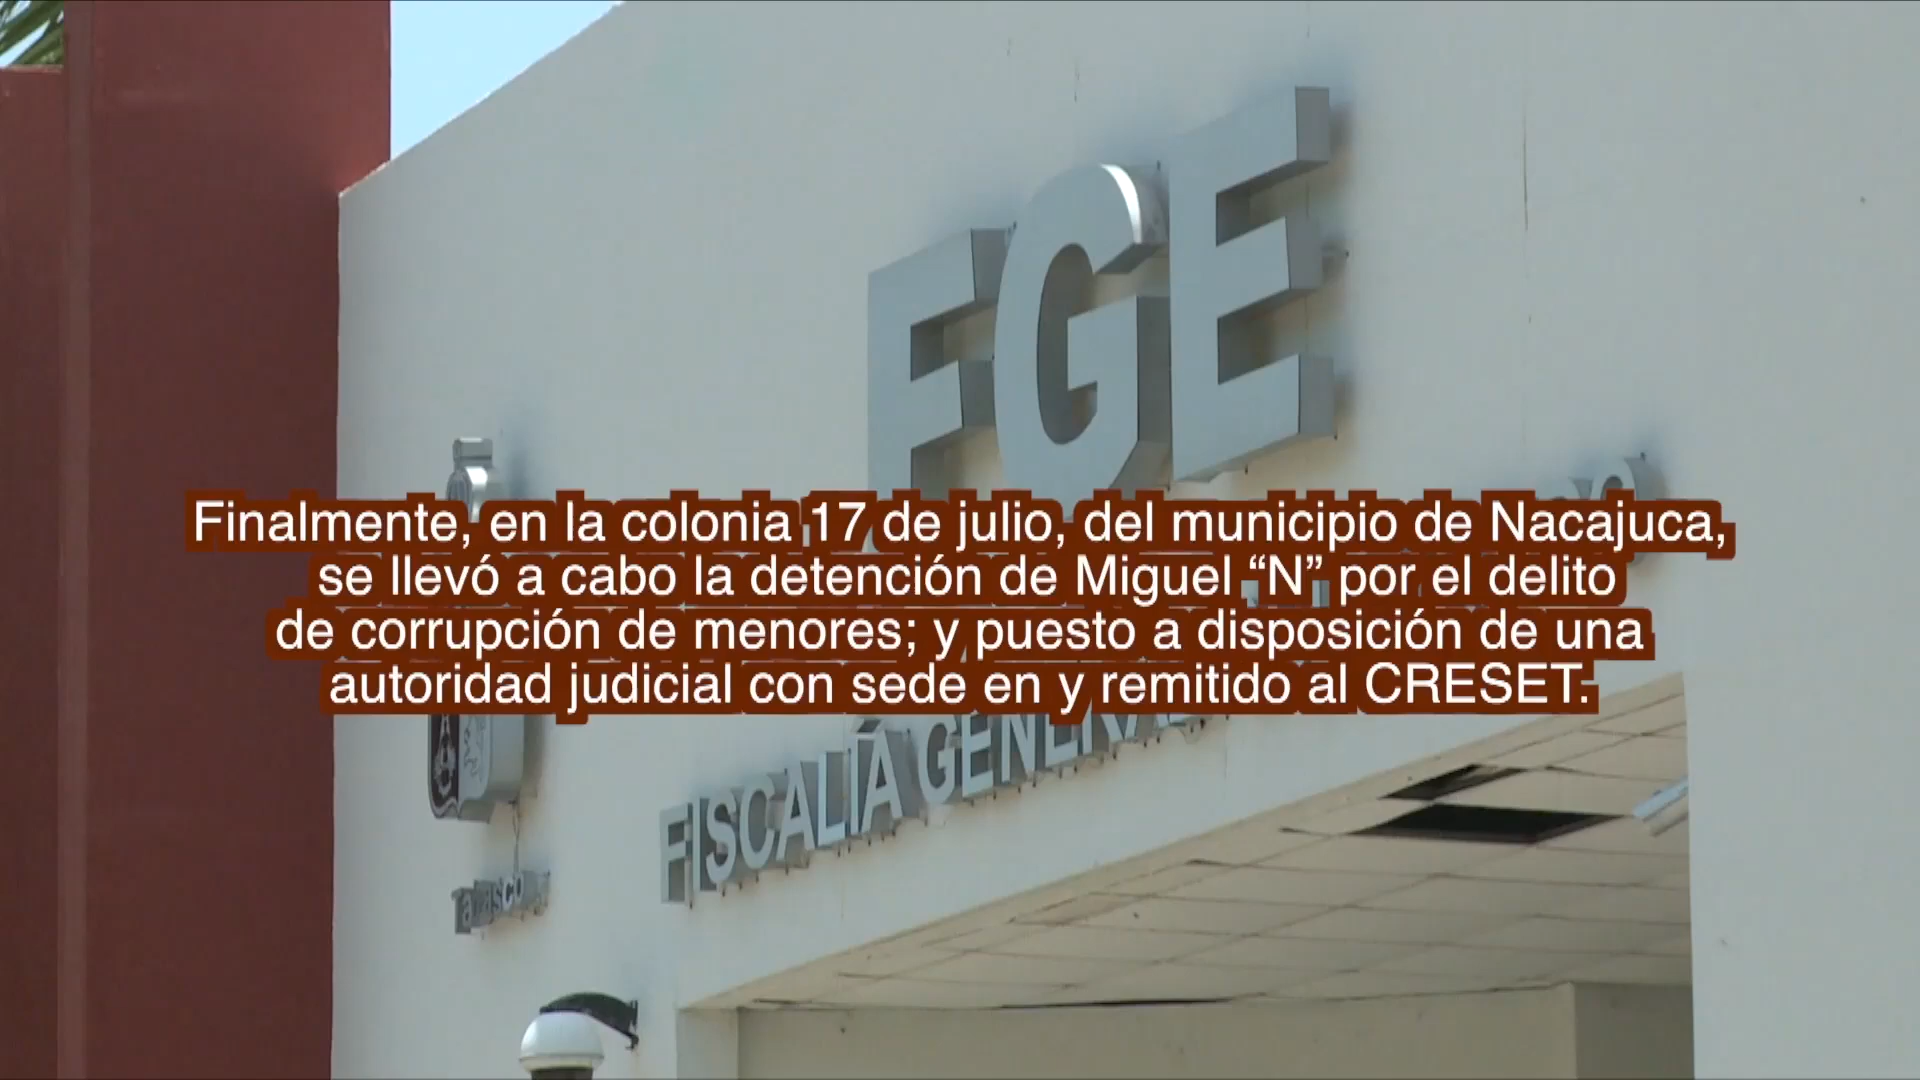 FGE
Finalmente, en la colonia 17 de julio, del municipio de Nacajuca,
se llevó a cabo la detención de Miguel “N” por el delito
de corrupción de menores; y puesto a disposición de una
autoridad judicial con sede en y remitido al CRESET.
FISCALÍA GENERAL
Tabasco